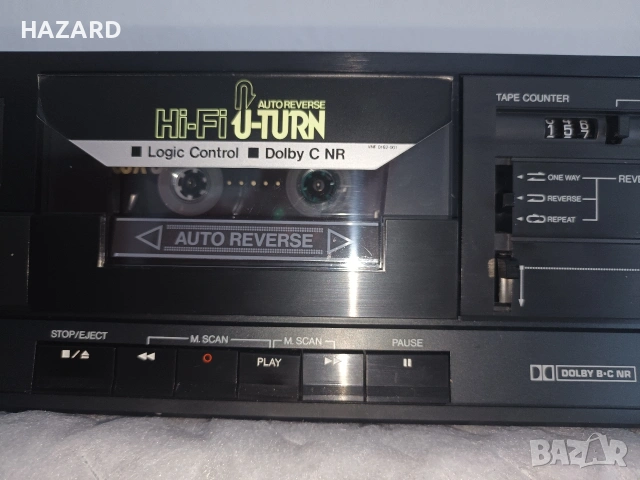 HAZARD
AUTO REVERSE
Hi-Fi U-TURN
■ Logic Control ■ Dolby C NR
AUTO REVERSE
TAPE COUNTER
157
ONE WAY
REVERSE
REPEAT
REVE
STOP/EJECT
M. SCAN
M. SCAN
PAUSE
PLAY
DOLBY B·C NR
BAZAR